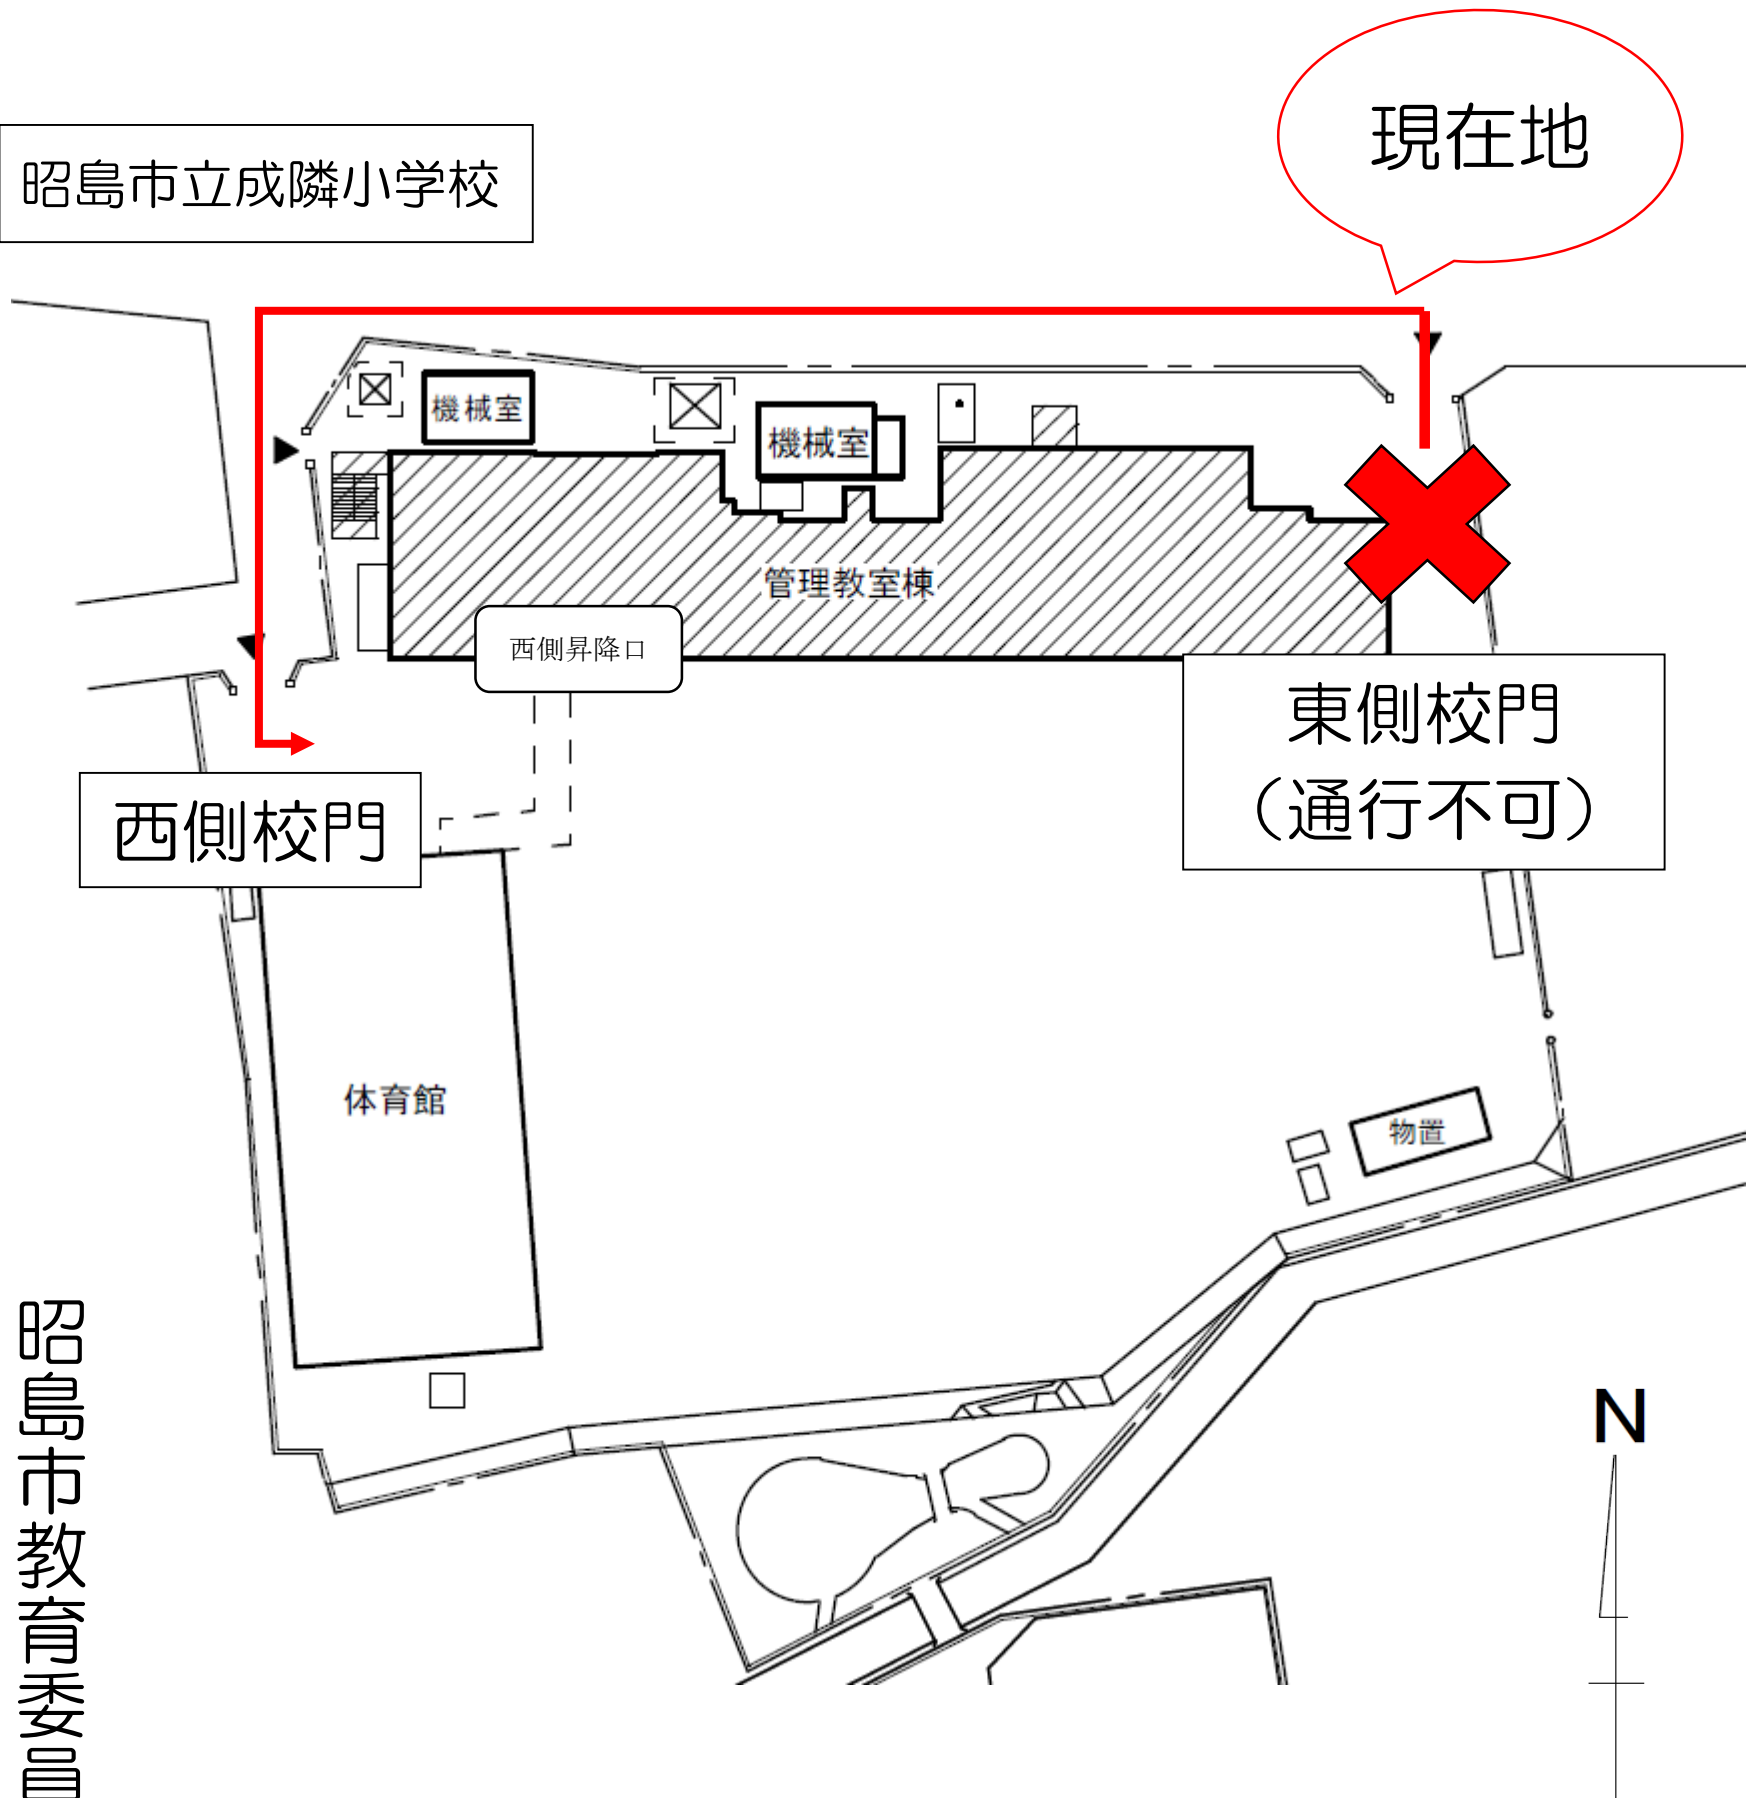 現在地
昭島市立成隣小学校
機械室
機械室
管理教室棟
西側昇降口
東側校門
（通行不可）
西側校門
体育館
物置
N
昭島市教育委員